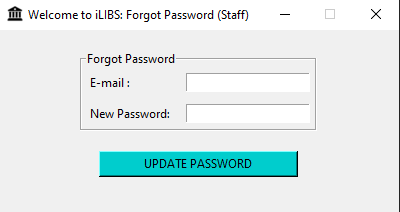 Welcome to iLIBS: Forgot Password (Staff)
Forgot Password
E-mail :
New Password:
UPDATE PASSWORD